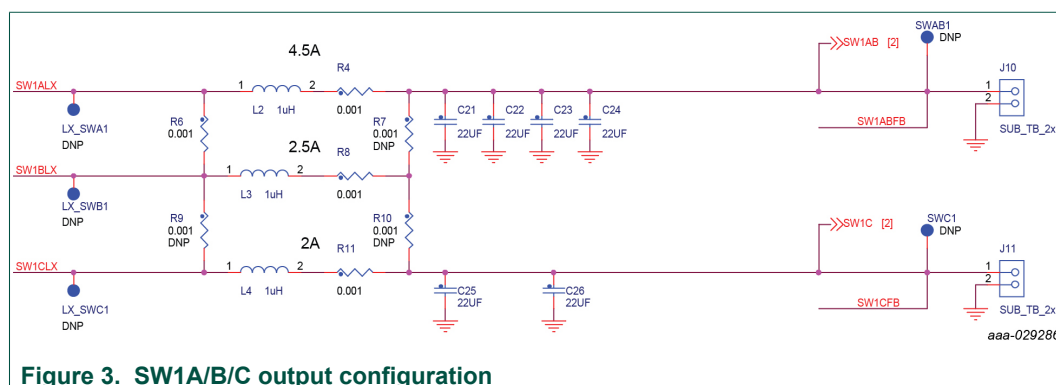 4.5A
SWAB1
DNP
SW1AB [2]
SW1ALX
1
2
R4
L2 1uH
0.001
J10
1
2
SUB_TB_2x
LX_SWA1
DNP
R6
0.001
R7
0.001
DNP
C21
22UF
C22
22UF
C23
22UF
C24
22UF
SW1ABFB
2.5A
SW1BLX
1
2
R8
L3 1uH
0.001
LX_SWB1
DNP
R9
0.001
DNP
R10
0.001
DNP
SW1C [2]
SWC1
DNP
2A
SW1CLX
1
2
R11
L4 1uH
0.001
J11
1
2
SUB_TB_2x
LX_SWC1
DNP
C25
22UF
C26
22UF
SW1CFB
aaa-029286
Figure 3. SW1A/B/C output configuration